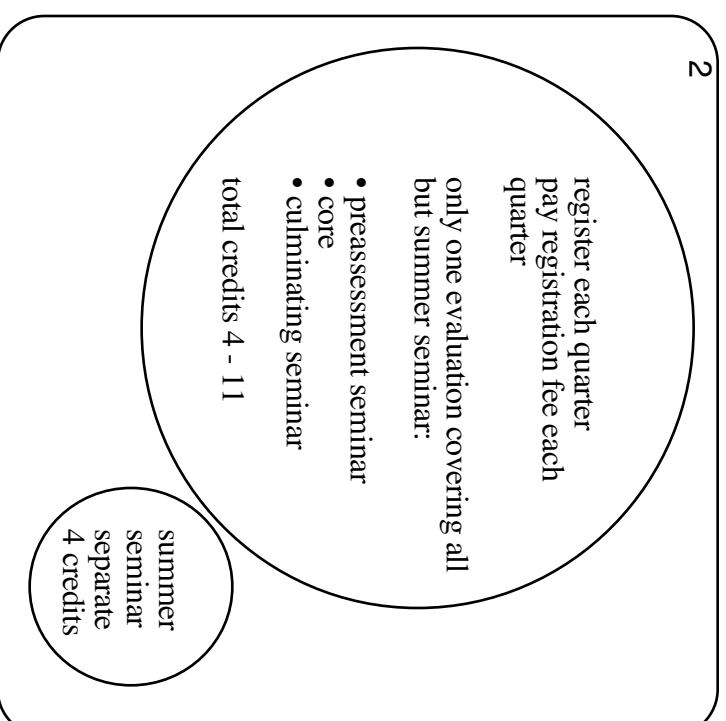 2
register each quarter
pay registration fee each
quarter
only one evaluation covering all
but summer seminar:
• preassessment seminar
• core
• culminating seminar
total credits 4 - 11
summer
seminar
separate
4 credits